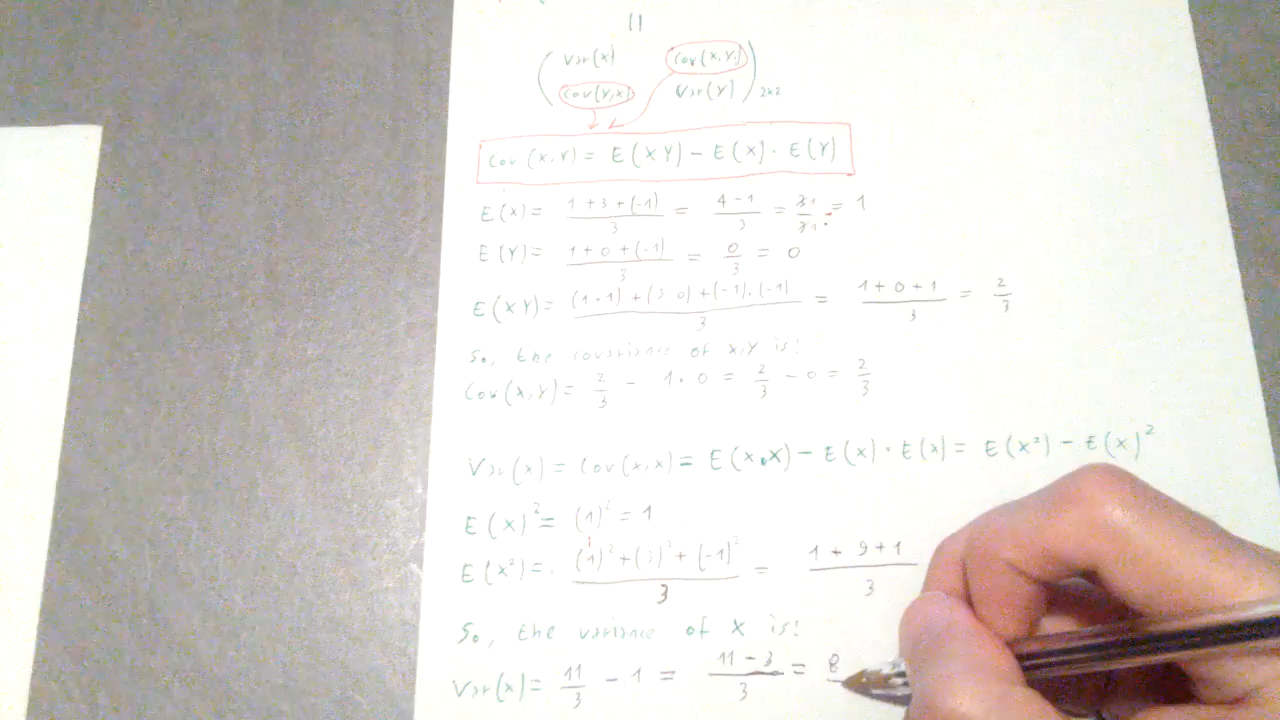 ( Var(X) Cov(X,Y)
Cov(Y,X) Var(Y) ) 2x2
Cov(X,Y) = E(XY) - E(X) · E(Y)
E(X) = (1+3+(-1))/3 = (4-1)/3 = 31/31 = 1
E(Y) = (1+0+(-1))/3 = 0/3 = 0
E(XY) = ((1·1)+(3·0)+(-1)·(-1))/3 = (1+0+1)/3 = 2/3
So, the covariance of X,Y is:
Cov(X,Y) = 2/3 - 1·0 = 2/3 - 0 = 2/3
Var(X) = Cov(X,X) = E(X·X) - E(X)·E(X) = E(X²) - E(X)²
E(X)² = (1)² = 1
E(X²) = ((1)²+(3)²+(-1)²)/3 = (1+9+1)/3
So, the variance of X is:
Var(X) = 11/3 - 1 = (11-3)/3 = 8